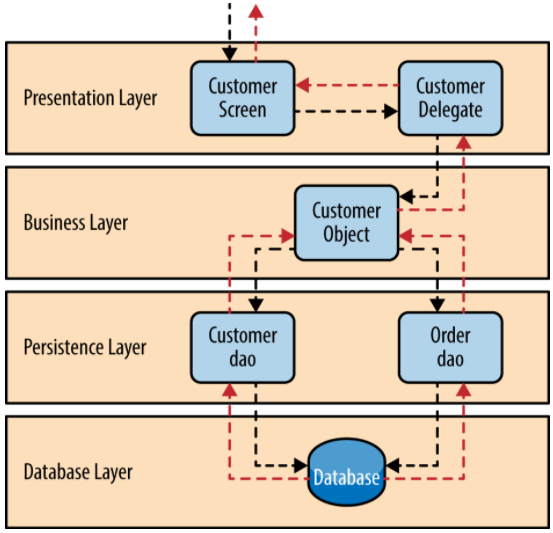 Presentation Layer
Customer
Screen
Customer
Delegate
Business Layer
Customer
Object
Persistence Layer
Customer
dao
Order
dao
Database Layer
Database